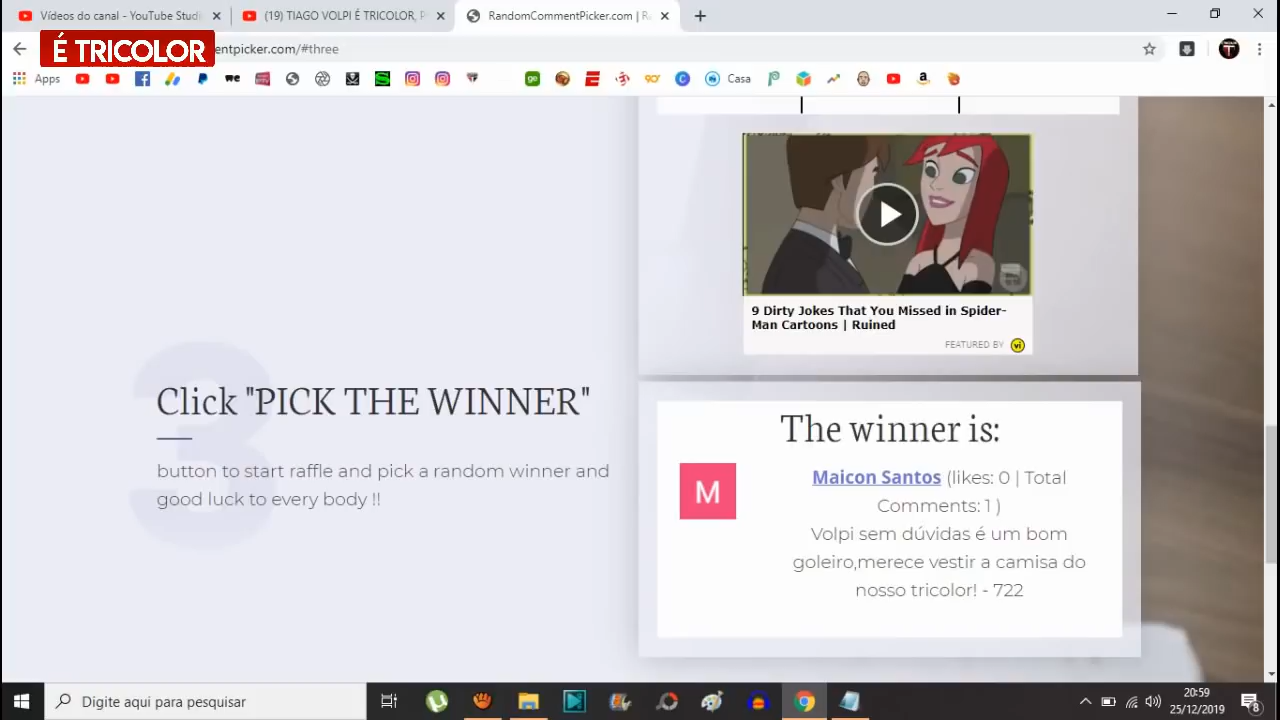 Vídeos do canal - YouTube Studi
(19) TIAGO VOLPI É TRICOLOR, P
RandomCommentPicker.com | R
É TRICOLOR
entpicker.com/#three
Apps
Casa
9 Dirty Jokes That You Missed in Spider-
Man Cartoons | Ruined
FEATURED BY vi
3
Click "PICK THE WINNER"
button to start raffle and pick a random winner and
good luck to every body !!
The winner is:
M
Maicon Santos (likes: 0 | Total
Comments: 1 )
Volpi sem dúvidas é um bom
goleiro,merece vestir a camisa do
nosso tricolor! - 722
Digite aqui para pesquisar
20:59
25/12/2019
8